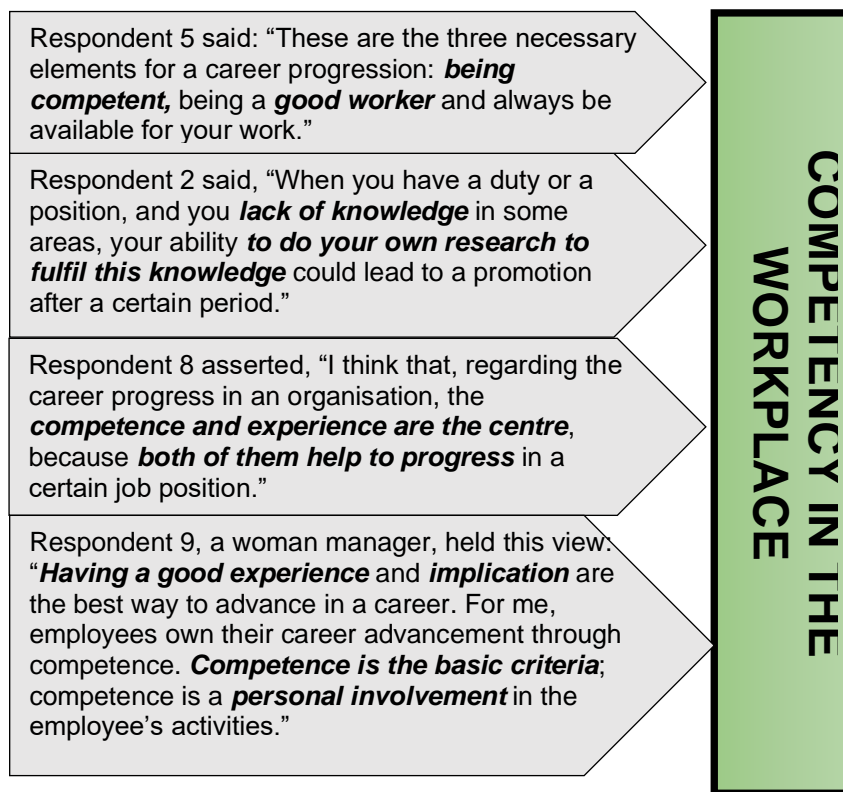 Respondent 5 said: “These are the three necessary
elements for a career progression: being
competent, being a good worker and always be
available for your work.”
Respondent 2 said, “When you have a duty or a
position, and you lack of knowledge in some
areas, your ability to do your own research to
fulfil this knowledge could lead to a promotion
after a certain period.”
Respondent 8 asserted, “I think that, regarding the
career progress in an organisation, the
competence and experience are the centre,
because both of them help to progress in a
certain job position.”
Respondent 9, a woman manager, held this view:
“Having a good experience and implication are
the best way to advance in a career. For me,
employees own their career advancement through
competence. Competence is the basic criteria;
competence is a personal involvement in the
employee’s activities.”
COMPETENCY IN THE
WORKPLACE